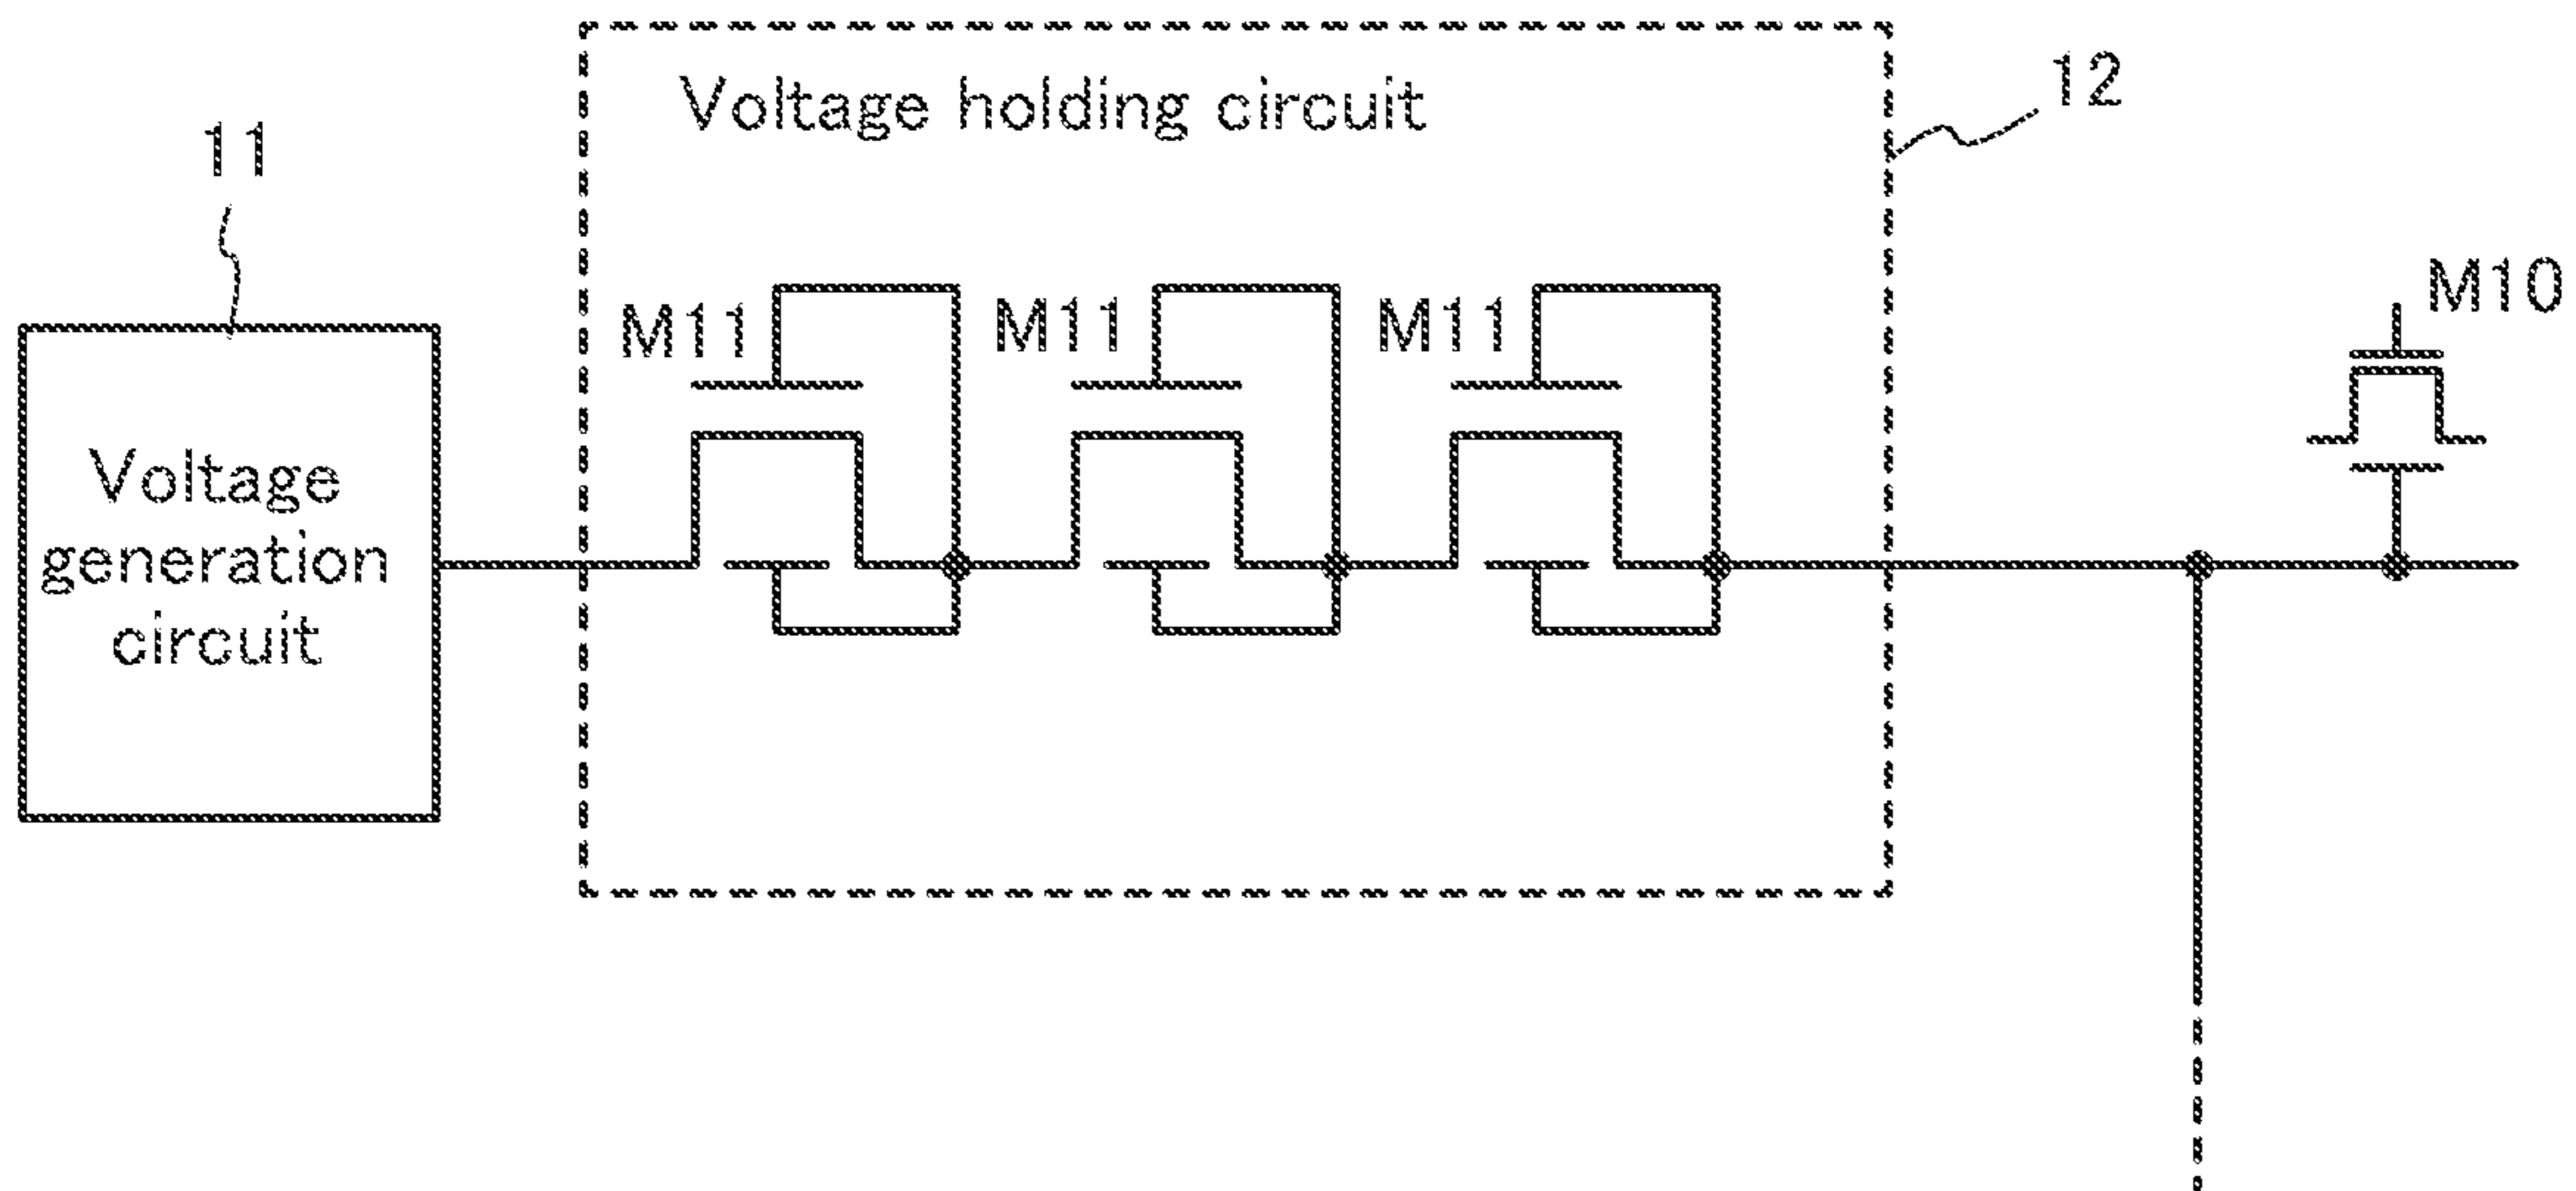 Voltage holding circuit
12
11
M10
M11
M11
M11
Voltage
generation
circuit